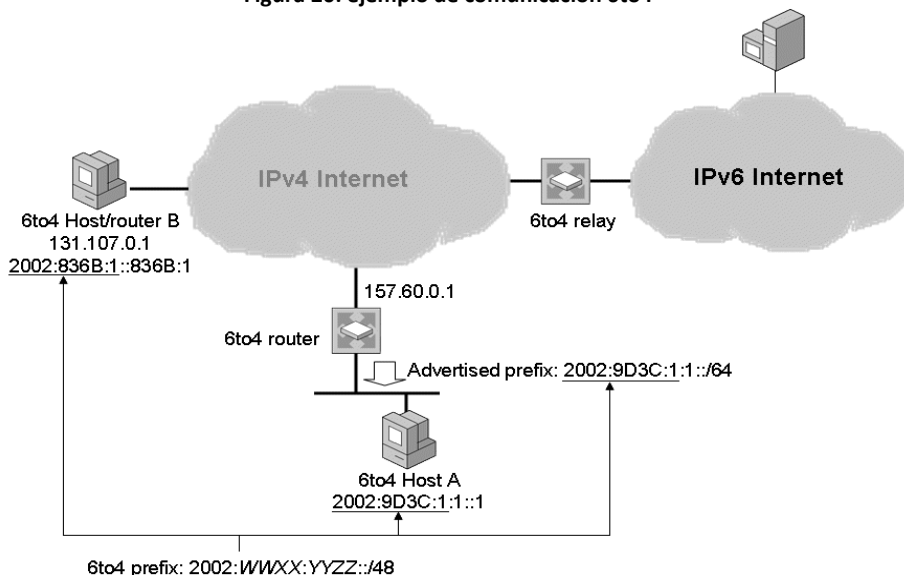 IPv4 Internet
IPv6 Internet
6to4 Host/router B
131.107.0.1
2002:836B:1::836B:1
6to4 relay
157.60.0.1
6to4 router
Advertised prefix: 2002:9D3C:1:1::/64
6to4 Host A
2002:9D3C:1:1::1
6to4 prefix: 2002:WWXX:YYZZ::/48